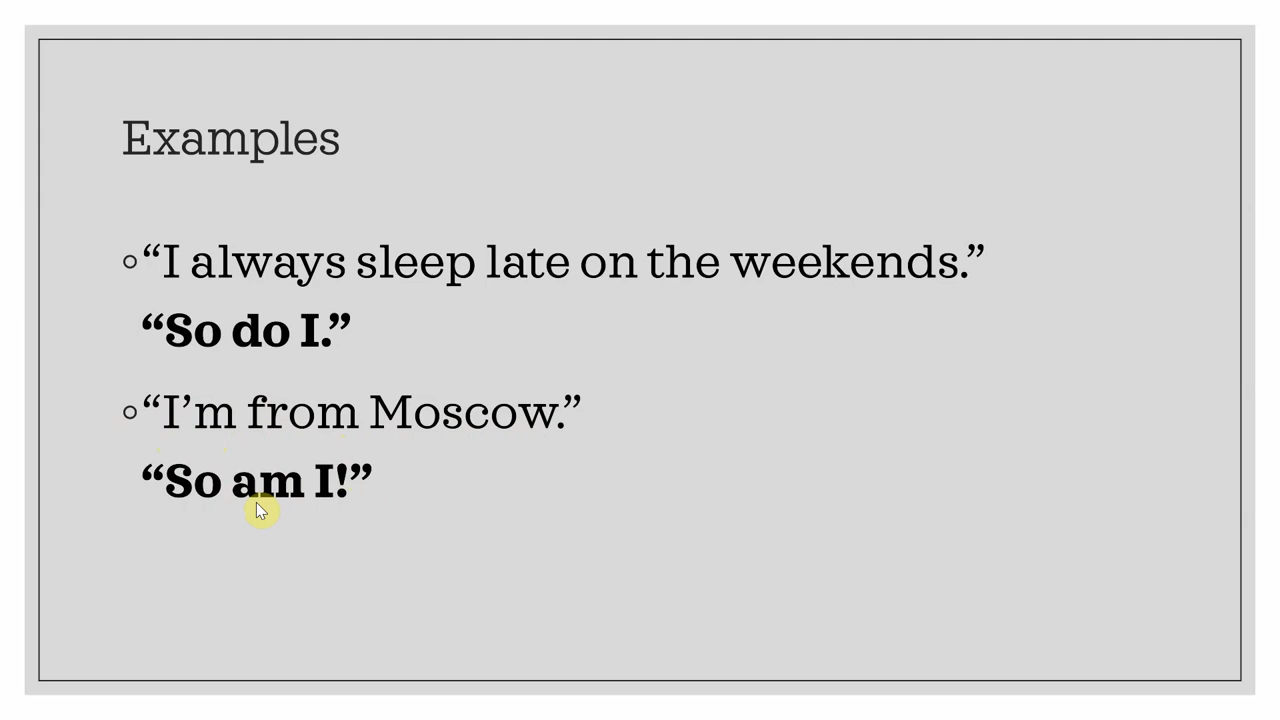 Examples
◦“I always sleep late on the weekends.”
“So do I.”
◦“I’m from Moscow.”
“So am I!”